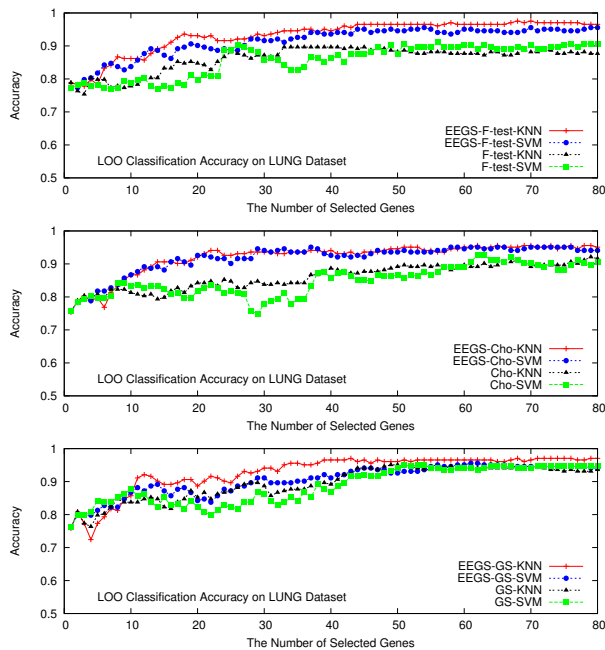 1
0.9
0.8
0.7
0.6
0.5
Accuracy
EEGS-F-test-KNN
EEGS-F-test-SVM
F-test-KNN
F-test-SVM
LOO Classification Accuracy on LUNG Dataset
0 10 20 30 40 50 60 70 80
The Number of Selected Genes
1
0.9
0.8
0.7
0.6
0.5
Accuracy
EEGS-Cho-KNN
EEGS-Cho-SVM
Cho-KNN
Cho-SVM
LOO Classification Accuracy on LUNG Dataset
0 10 20 30 40 50 60 70 80
The Number of Selected Genes
1
0.9
0.8
0.7
0.6
0.5
Accuracy
EEGS-GS-KNN
EEGS-GS-SVM
GS-KNN
GS-SVM
LOO Classification Accuracy on LUNG Dataset
0 10 20 30 40 50 60 70 80
The Number of Selected Genes